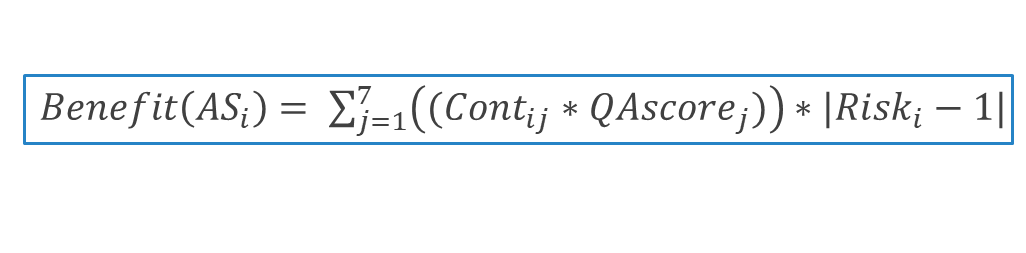 Benefit(AS_i) = ∑_{j=1}^{7}((Cont_{ij} * QAscore_j)) * |Risk_i − 1|